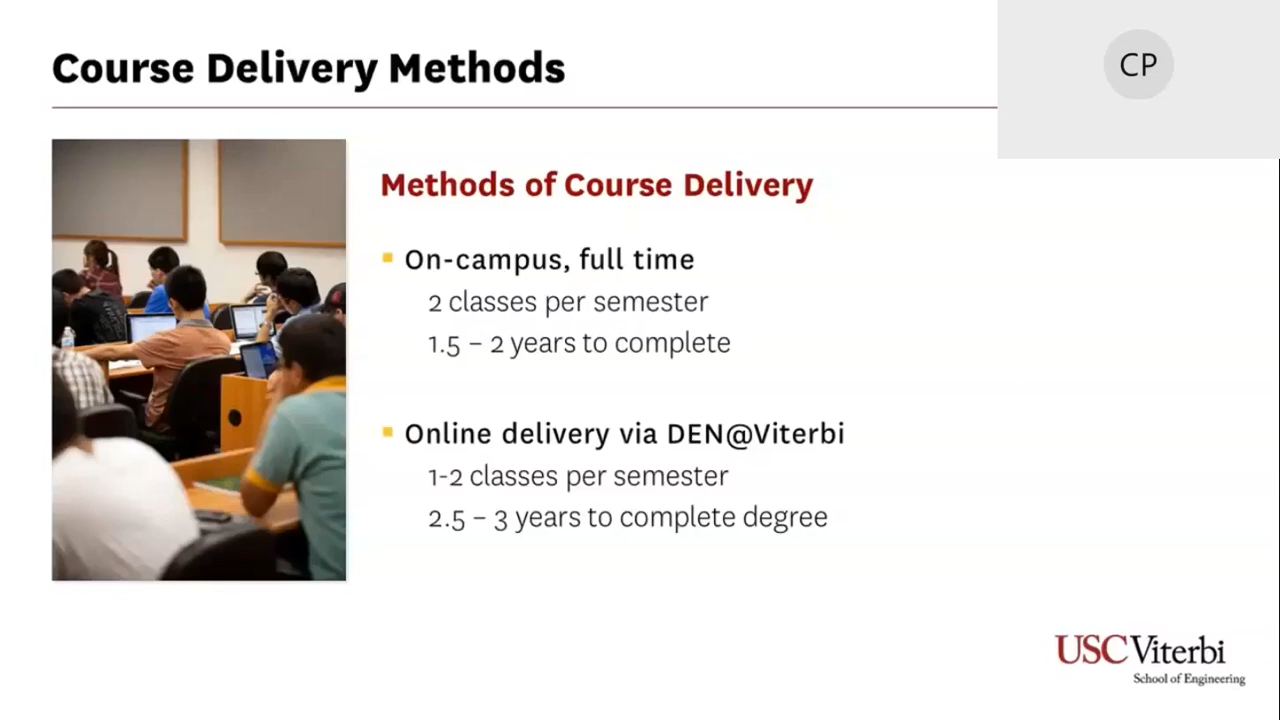 Course Delivery Methods
CP
Methods of Course Delivery
On-campus, full time
2 classes per semester
1.5 – 2 years to complete
Online delivery via DEN@Viterbi
1-2 classes per semester
2.5 – 3 years to complete degree
USC Viterbi
School of Engineering